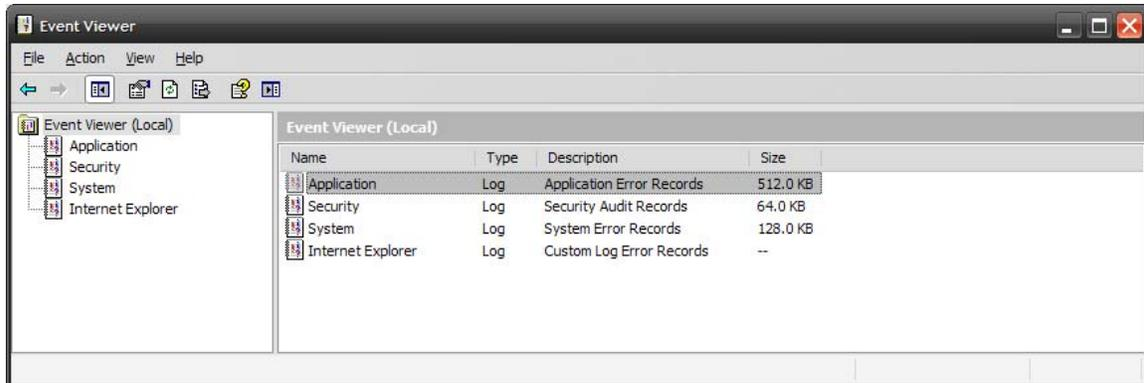 Event Viewer
File Action View Help
Event Viewer (Local)
Application
Security
System
Internet Explorer
Event Viewer (Local)
Name Type Description Size
Application Log Application Error Records 512.0 KB
Security Log Security Audit Records 64.0 KB
System Log System Error Records 128.0 KB
Internet Explorer Log Custom Log Error Records --